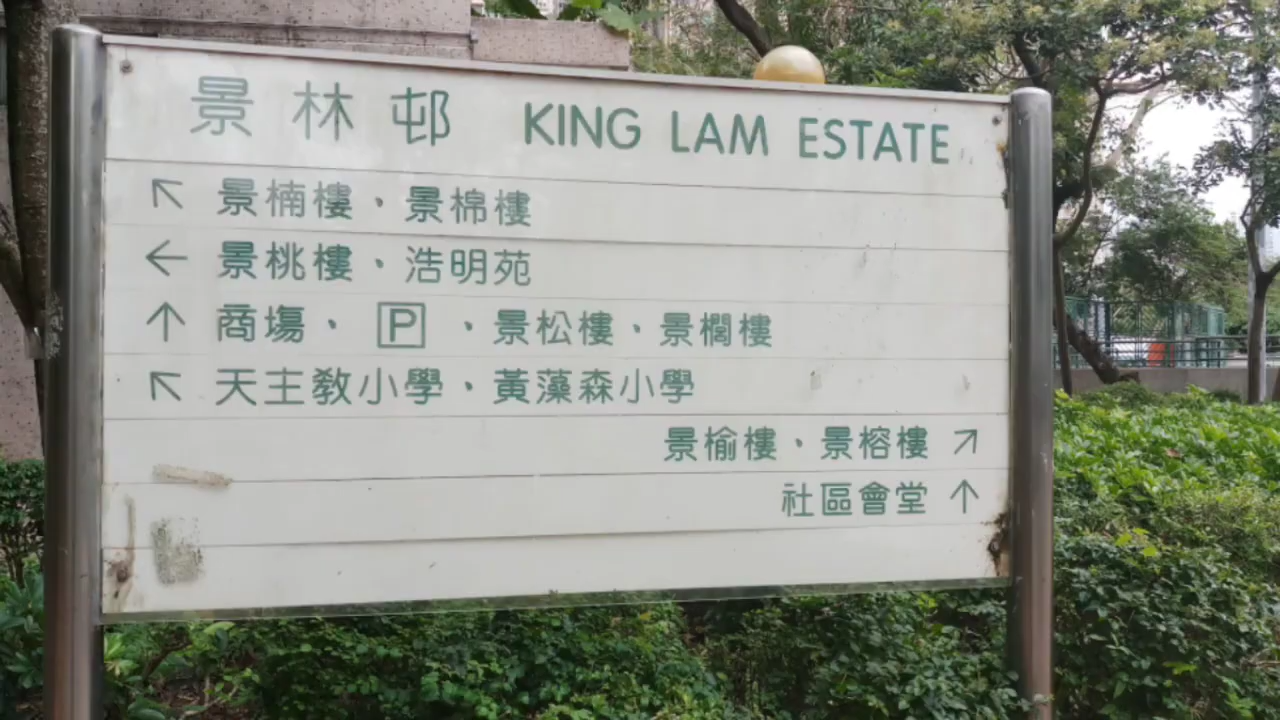 景林邨 KING LAM ESTATE
↖ 景楠樓、景棉樓
← 景桃樓、浩明苑
↑ 商塲、P、景松樓、景櫊樓
↖ 天主教小學、黃藻森小學
景榆樓、景榕樓 ↗
社區會堂 ↑